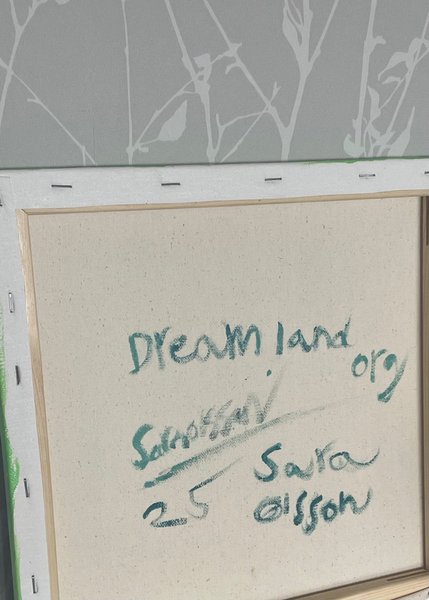 Dreamland
org
Sara
25 Olsson